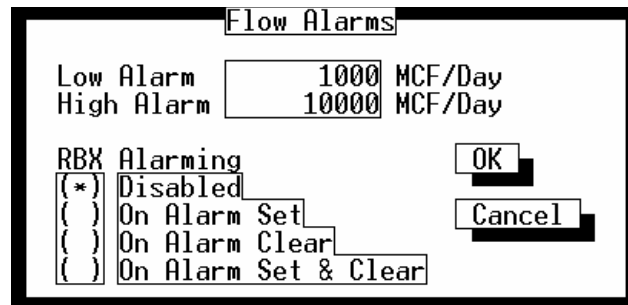 Flow Alarms
Low Alarm 1000 MCF/Day
High Alarm 10000 MCF/Day
RBX Alarming
(*) Disabled
( ) On Alarm Set
( ) On Alarm Clear
( ) On Alarm Set & Clear
OK
Cancel